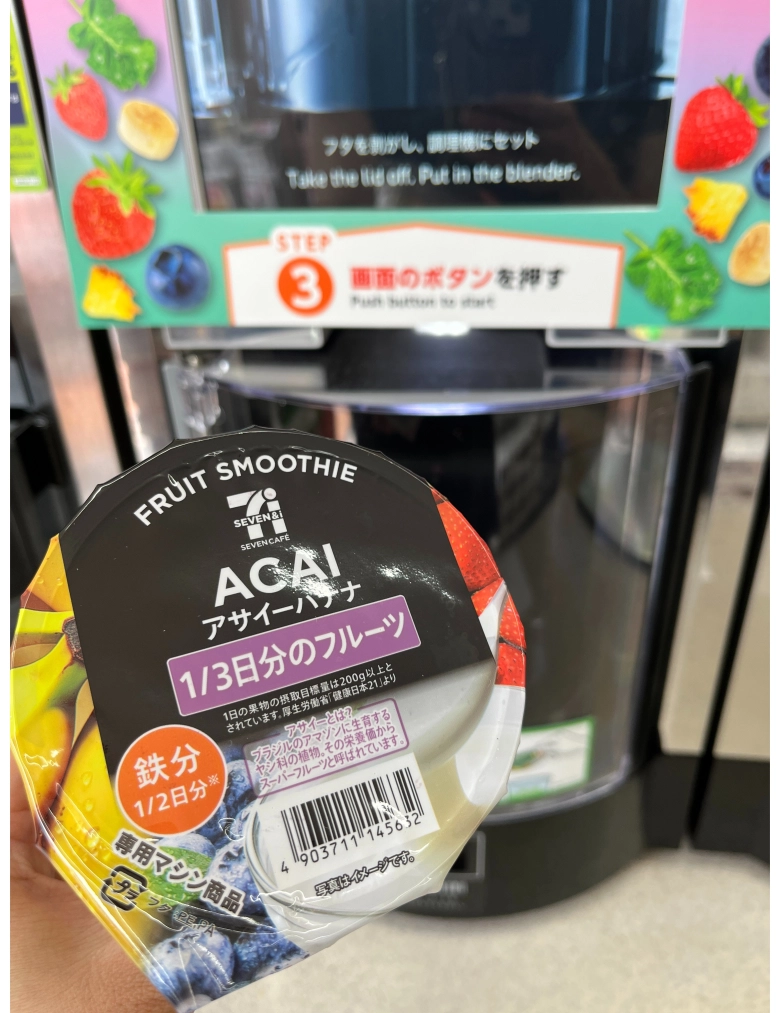 フタを剥がし、調理機にセット
Take the lid off. Put in the blender.
STEP
3
画面のボタンを押す
Push button to start
FRUIT SMOOTHIE
SEVEN&i
SEVEN CAFÉ
ACAI
アサイーバナナ
1/3日分のフルーツ
1日の果物の摂取目標量は200g以上と
されています。厚生労働省「健康日本21」より
アサイーとは?
ブラジルのアマゾンに生育する
ヤシ科の植物。その栄養価から
スーパーフルーツと呼ばれています。
鉄分
1/2日分※
4 903711 145632
専用マシン商品
写真はイメージです。
プラ
フタ PE,PA